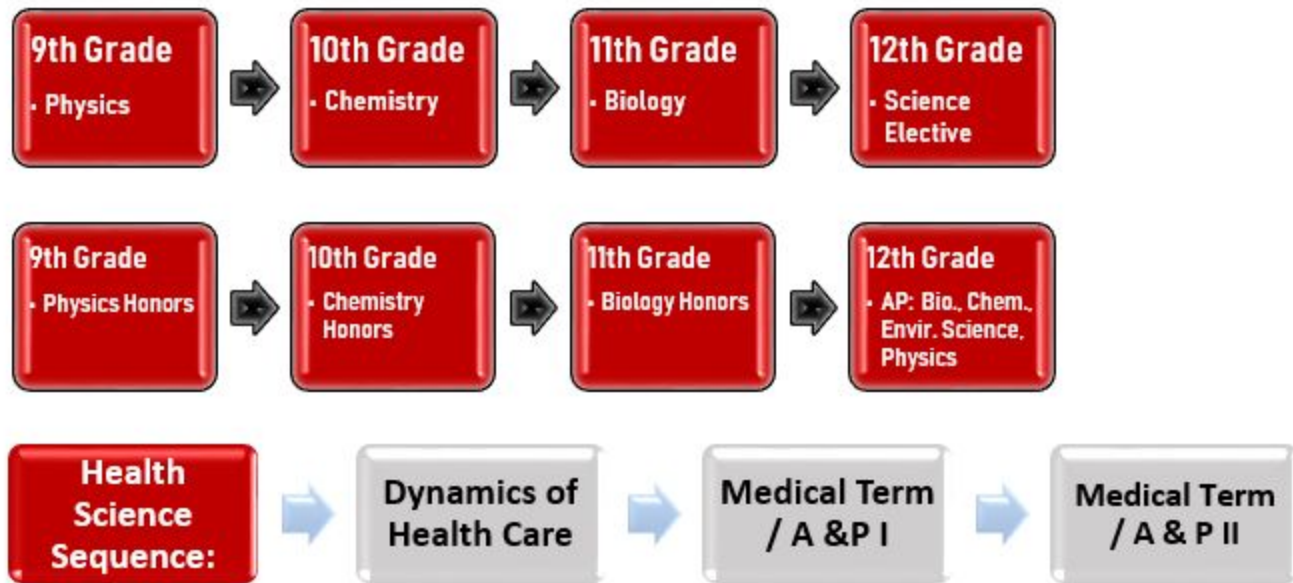 9th Grade
▪ Physics
10th Grade
▪ Chemistry
11th Grade
▪ Biology
12th Grade
▪ Science
Elective
9th Grade
▪ Physics Honors
10th Grade
▪ Chemistry
Honors
11th Grade
▪ Biology Honors
12th Grade
▪ AP: Bio., Chem.,
Envir. Science,
Physics
Health
Science
Sequence:
Dynamics of
Health Care
Medical Term
/ A &P I
Medical Term
/ A & P II